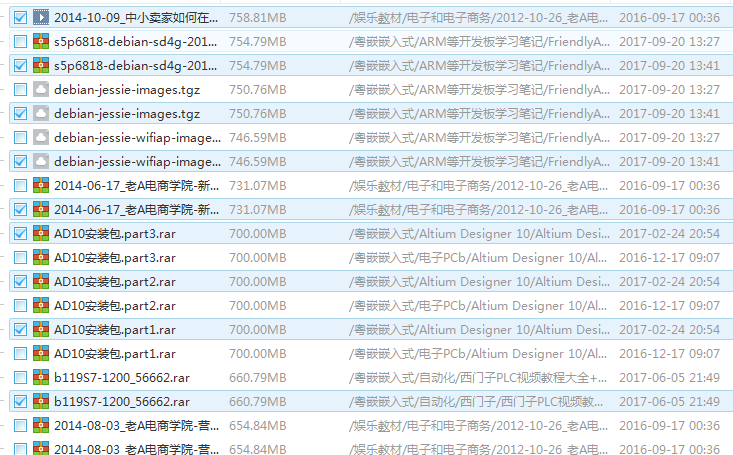 2014-10-09_中小卖家如何在... 758.81MB /娱乐教材/电子和电子商务/2012-10-26_老A电... 2016-09-17 00:36
s5p6818-debian-sd4g-201... 754.79MB /粤嵌嵌入式/ARM等开发板学习笔记/FriendlyA... 2017-09-20 13:27
s5p6818-debian-sd4g-201... 754.79MB /粤嵌嵌入式/ARM等开发板学习笔记/FriendlyA... 2017-09-20 13:41
debian-jessie-images.tgz 750.76MB /粤嵌嵌入式/ARM等开发板学习笔记/FriendlyA... 2017-09-20 13:27
debian-jessie-images.tgz 750.76MB /粤嵌嵌入式/ARM等开发板学习笔记/FriendlyA... 2017-09-20 13:41
debian-jessie-wifiap-image... 746.59MB /粤嵌嵌入式/ARM等开发板学习笔记/FriendlyA... 2017-09-20 13:27
debian-jessie-wifiap-image... 746.59MB /粤嵌嵌入式/ARM等开发板学习笔记/FriendlyA... 2017-09-20 13:41
2014-06-17_老A电商学院-新... 731.07MB /娱乐教材/电子和电子商务/2012-10-26_老A电... 2016-09-17 00:36
2014-06-17_老A电商学院-新... 731.07MB /娱乐教材/电子和电子商务/2012-10-26_老A电... 2016-09-17 00:36
AD10安装包.part3.rar 700.00MB /粤嵌嵌入式/Altium Designer 10/Altium Desi... 2017-02-24 20:54
AD10安装包.part3.rar 700.00MB /粤嵌嵌入式/电子PCb/Altium Designer 10/Al... 2016-12-17 09:07
AD10安装包.part2.rar 700.00MB /粤嵌嵌入式/Altium Designer 10/Altium Desi... 2017-02-24 20:54
AD10安装包.part2.rar 700.00MB /粤嵌嵌入式/电子PCb/Altium Designer 10/Al... 2016-12-17 09:07
AD10安装包.part1.rar 700.00MB /粤嵌嵌入式/Altium Designer 10/Altium Desi... 2017-02-24 20:54
AD10安装包.part1.rar 700.00MB /粤嵌嵌入式/电子PCb/Altium Designer 10/Al... 2016-12-17 09:07
b119S7-1200_56662.rar 660.79MB /粤嵌嵌入式/自动化/西门子PLC视频教程大全+... 2017-06-05 21:49
b119S7-1200_56662.rar 660.79MB /粤嵌嵌入式/自动化/西门子/西门子PLC视频教... 2017-06-05 21:49
2014-08-03_老A电商学院-营... 654.84MB /娱乐教材/电子和电子商务/2012-10-26_老A电... 2016-09-17 00:36
2014-08-03_老A电商学院-营... 654.84MB /娱乐教材/电子和电子商务/2012-10-26_老A电... 2016-09-17 00:36